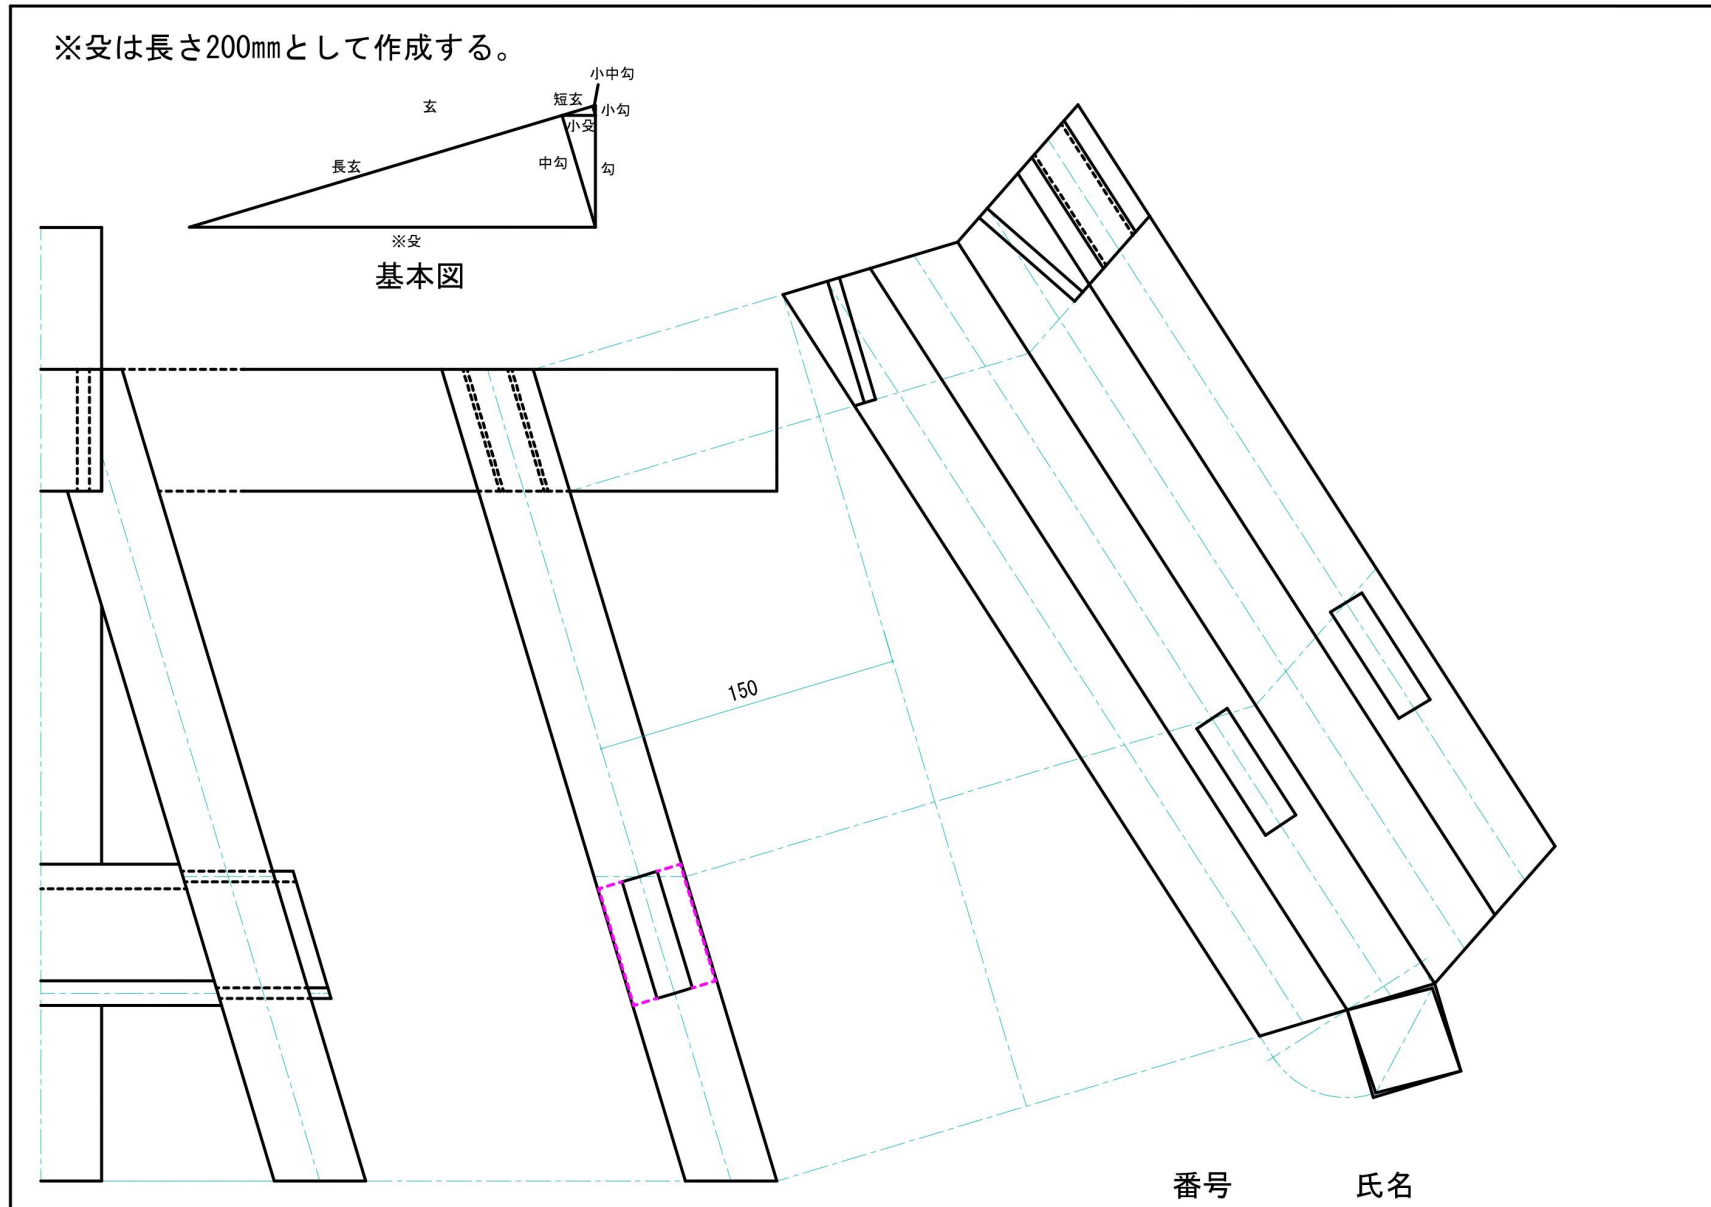 ※殳は長さ200㎜として作成する。
小中勾
玄
短玄
小勾
小殳
長玄
中勾
勾
※殳
基本図
150
番号
氏名